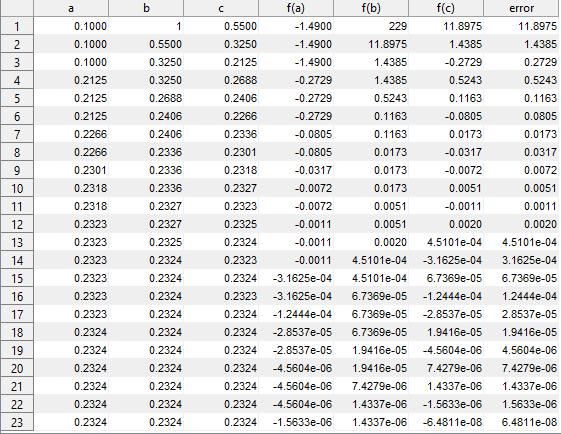 a b c f(a) f(b) f(c) error
1 0.1000 1 0.5500 -1.4900 229 11.8975 11.8975
2 0.1000 0.5500 0.3250 -1.4900 11.8975 1.4385 1.4385
3 0.1000 0.3250 0.2125 -1.4900 1.4385 -0.2729 0.2729
4 0.2125 0.3250 0.2688 -0.2729 1.4385 0.5243 0.5243
5 0.2125 0.2688 0.2406 -0.2729 0.5243 0.1163 0.1163
6 0.2125 0.2406 0.2266 -0.2729 0.1163 -0.0805 0.0805
7 0.2266 0.2406 0.2336 -0.0805 0.1163 0.0173 0.0173
8 0.2266 0.2336 0.2301 -0.0805 0.0173 -0.0317 0.0317
9 0.2301 0.2336 0.2318 -0.0317 0.0173 -0.0072 0.0072
10 0.2318 0.2336 0.2327 -0.0072 0.0173 0.0051 0.0051
11 0.2318 0.2327 0.2323 -0.0072 0.0051 -0.0011 0.0011
12 0.2323 0.2327 0.2325 -0.0011 0.0051 0.0020 0.0020
13 0.2323 0.2325 0.2324 -0.0011 0.0020 4.5101e-04 4.5101e-04
14 0.2323 0.2324 0.2323 -0.0011 4.5101e-04 -3.1625e-04 3.1625e-04
15 0.2323 0.2324 0.2323 -3.1625e-04 4.5101e-04 6.7369e-05 6.7369e-05
16 0.2323 0.2324 0.2323 -3.1625e-04 6.7369e-05 -1.2444e-04 1.2444e-04
17 0.2323 0.2324 0.2323 -1.2444e-04 6.7369e-05 -2.8537e-05 2.8537e-05
18 0.2324 0.2324 0.2324 -2.8537e-05 6.7369e-05 1.9416e-05 1.9416e-05
19 0.2324 0.2324 0.2324 -2.8537e-05 1.9416e-05 -4.5604e-06 4.5604e-06
20 0.2324 0.2324 0.2324 -4.5604e-06 1.9416e-05 7.4279e-06 7.4279e-06
21 0.2324 0.2324 0.2324 -4.5604e-06 7.4279e-06 1.4337e-06 1.4337e-06
22 0.2324 0.2324 0.2324 -4.5604e-06 1.4337e-06 -1.5633e-06 1.5633e-06
23 0.2324 0.2324 0.2324 -1.5633e-06 1.4337e-06 -6.4811e-08 6.4811e-08